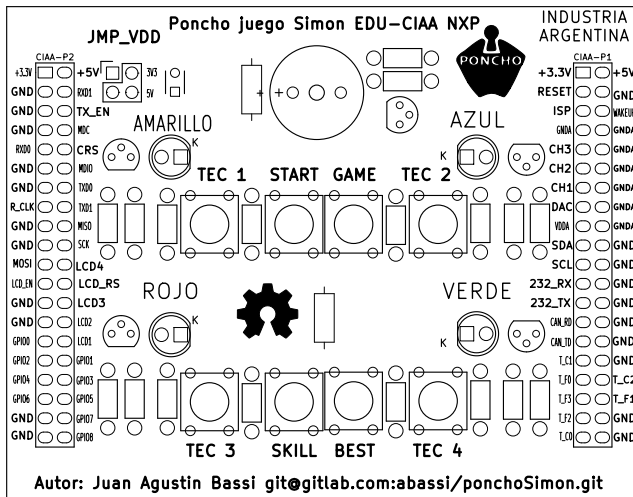 Poncho juego Simon EDU-CIAA NXP
INDUSTRIA
ARGENTINA
JMP_VDD
3V3
5V
PONCHO
CIAA-P2
+3.3V +5V
GND RXD1
GND TX_EN
GND MDC
RXD0 CRS
GND MDIO
GND TXD0
R_CLK TXD1
GND MISO
GND SCK
MOSI LCD4
LCD_EN LCD_RS
GND LCD3
GND LCD2
GPIO0 LCD1
GPIO2 GPIO1
GPIO4 GPIO3
GPIO6 GPIO5
GND GPIO7
GND GPIO8
CIAA-P1
+3.3V +5V
RESET GND
ISP WAKEUP
GNDA GNDA
CH3 GNDA
CH2 GNDA
CH1 GNDA
DAC GNDA
VDDA GNDA
SDA GND
SCL GND
232_RX GND
232_TX GND
CAN_RD GND
CAN_TD GND
T_C1 GND
T_F0 T_C2
T_F3 T_F1
T_F2 GND
T_C0 GND
AMARILLO
K
AZUL
K
TEC 1 START GAME TEC 2
ROJO
K
VERDE
K
TEC 3 SKILL BEST TEC 4
Autor: Juan Agustin Bassi git@gitlab.com:abassi/ponchoSimon.git